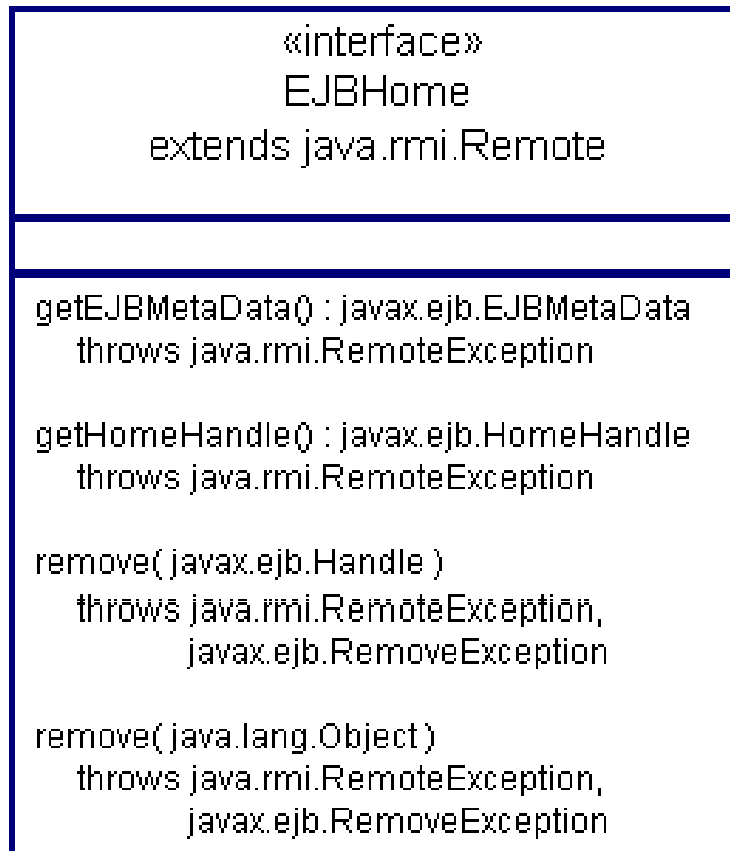 «interface»
EJBHome
extends java.rmi.Remote
getEJBMetaData() : javax.ejb.EJBMetaData
throws java.rmi.RemoteException
getHomeHandle() : javax.ejb.HomeHandle
throws java.rmi.RemoteException
remove( javax.ejb.Handle )
throws java.rmi.RemoteException,
javax.ejb.RemoveException
remove( java.lang.Object )
throws java.rmi.RemoteException,
javax.ejb.RemoveException